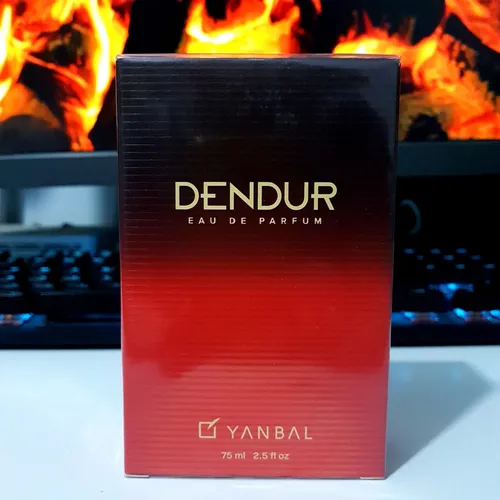 DENDUR
EAU DE PARFUM
YANBAL
75 ml 2.5 fl oz